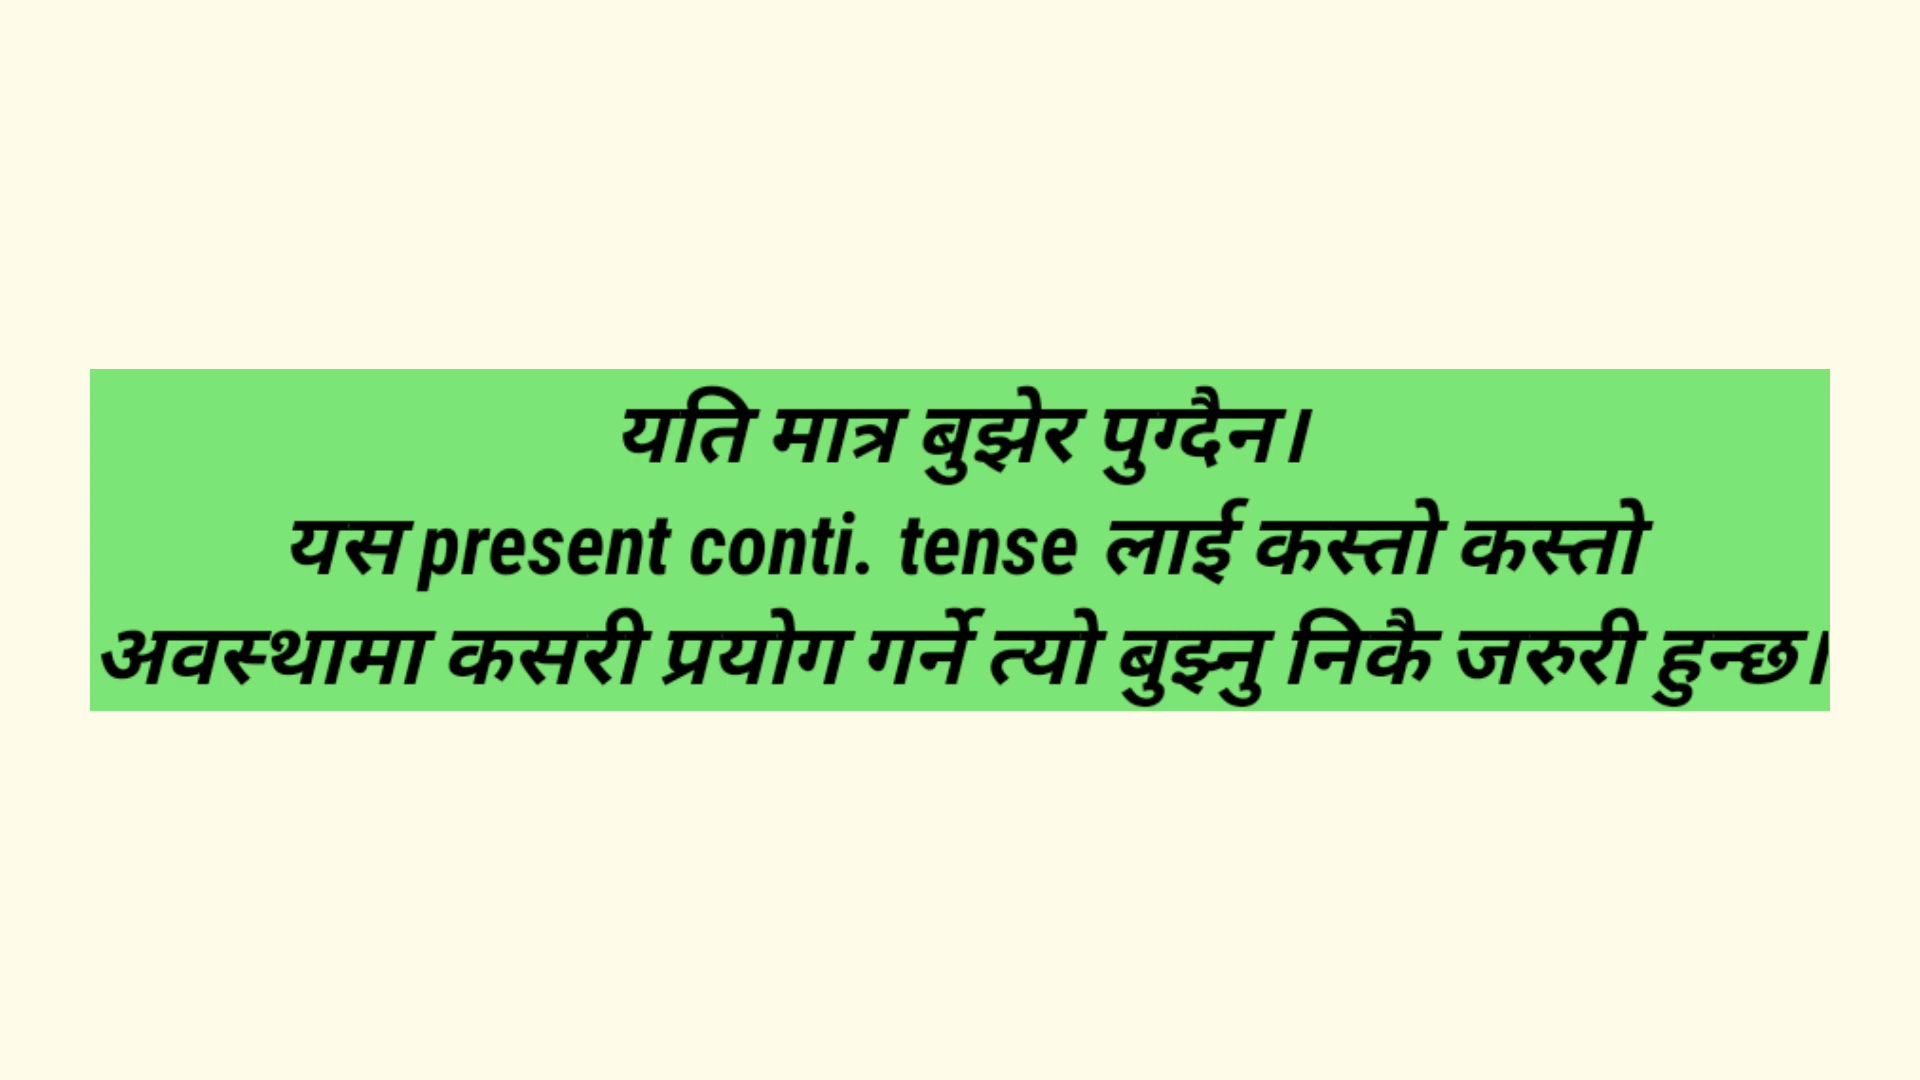 यति मात्र बुझेर पुग्दैन।
यस present conti. tense लाई कस्तो कस्तो
अवस्थामा कसरी प्रयोग गर्ने त्यो बुझ्नु निकै जरुरी हुन्छ।